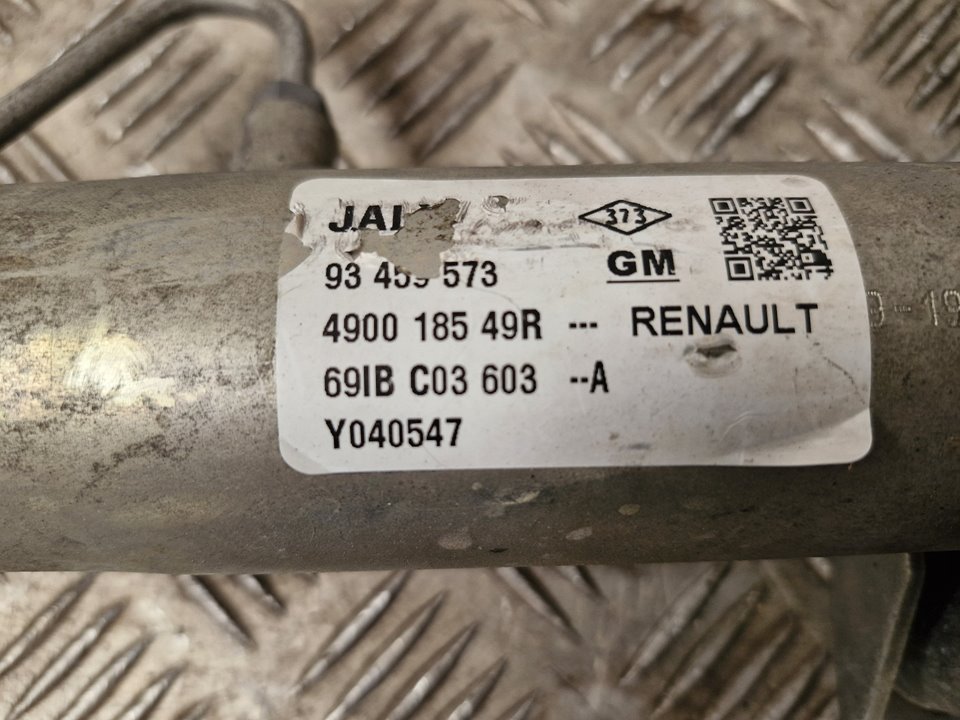 373
93 459 573
GM
4900 185 49R --- RENAULT
69IB C03 603 --A
Y040547